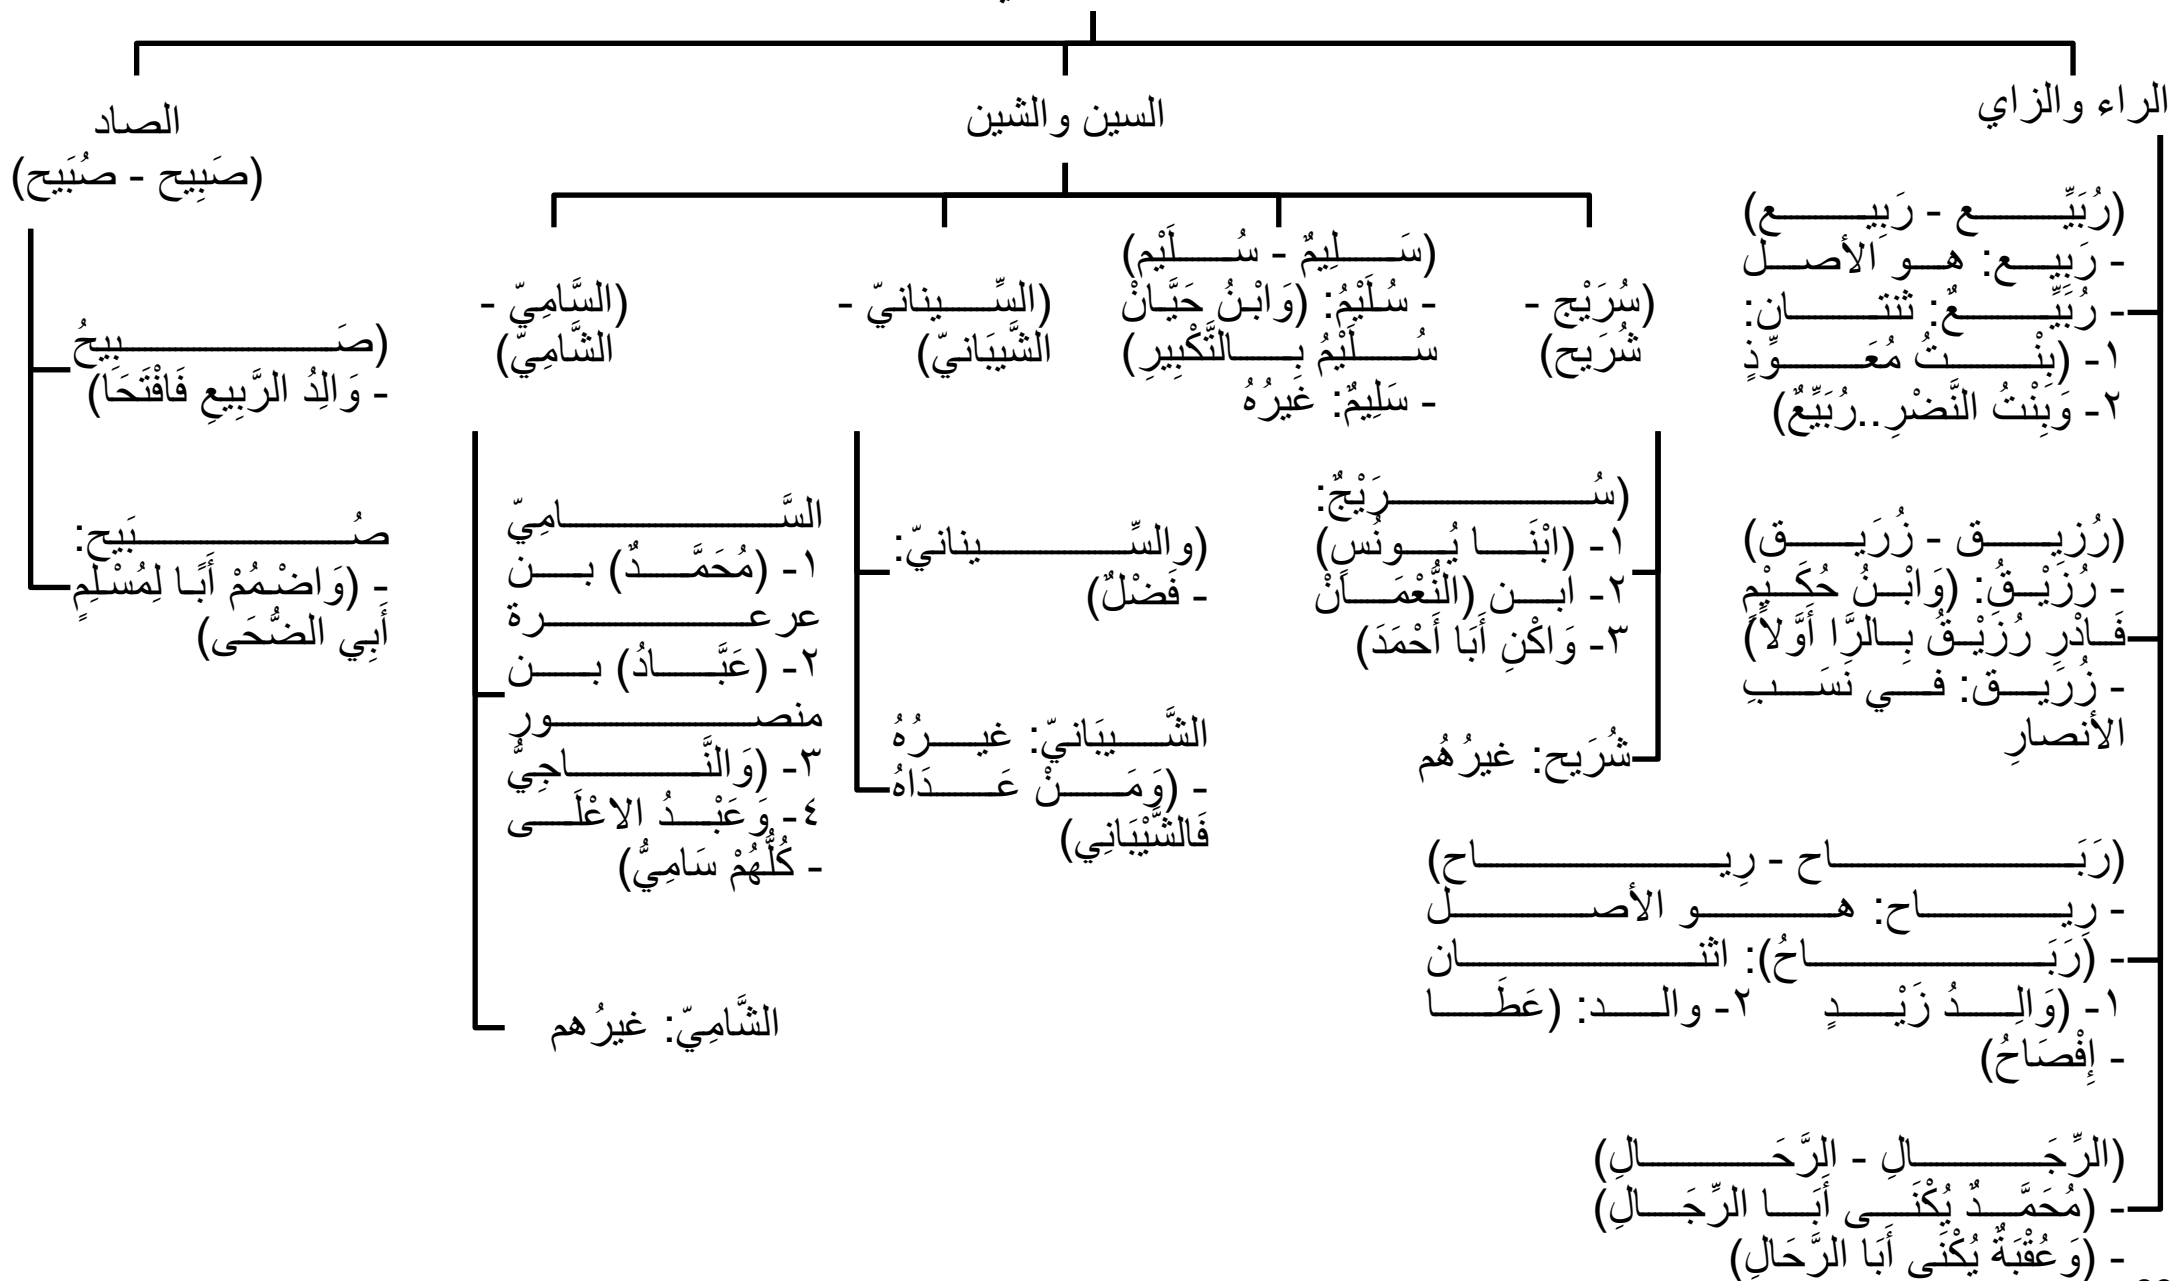 الراء والزاي
(رُبَيِّع - رَبِيع)
- رَبِيع: هو الأصل
- رُبَيِّعٌ: ثنتان:
١- (بِنْتُ مُعَوِّذٍ
٢- وَبِنْتُ النَّضْرِ..رُبَيِّعٌ)
(رُزَيق - زُرَيق)
- رُزَيْقُ: (وَابْنُ حُكَيْمٍ
فَادْرِ رُزَيْقُ بِالرَّا أَوَّلاً)
- زُرَيق: في نَسَبِ
الأنصارِ
(رَبَاح - رِياح)
- رِياح: هو الأصل
- (رَبَاحُ): اثنان
١- (وَالِدُ زَيْدٍ ٢- والد: (عَطَا
- إِفْصَاحُ)
(الرِّجَالِ - الرَّحَالِ)
- (مُحَمَّدٌ يُكْنَى أَبَا الرِّجَالِ)
- (وَعُقْبَةٌ يُكْنَى أَبَا الرَّحَالِ)
السين والشين
(سُرَيْج -
شُرَيح)
(سُرَيْجٌ:
١- (ابْنَا يُونُسٍ)
٢- ابن (النُّعْمَانْ
٣- وَاكْنِ أَبَا أَحْمَدَ)
شُرَيح: غيرُهُم
(سَلِيمٌ - سُلَيْم)
- سُلَيْمُ: (وَابْنُ حَيَّانْ
سُلَيْمُ بِالتَّكْبِيرِ)
- سَلِيمٌ: غَيرُهُ
(السِّينانيّ -
الشَّيبَانيّ)
(والسِّينانيّ:
- فَضْلٌ)
الشَّيبَانيّ: غيرُهُ
- (وَمَنْ عَدَاهُ
فَالشَّيْبَانِي)
(السَّامِيّ -
الشَّامِيّ)
السَّامِيّ
١- (مُحَمَّدٌ) بن
عرعرة
٢- (عَبَّادُ) بن
منصور
٣- (وَالنَّاجِيُّ
٤- وَعَبْدُ الاعْلَى
- كُلُّهُمْ سَامِيُّ)
الشَّامِيّ: غيرُهم
الصاد
(صَبِيح - صُبَيح)
(صَبِيحُ
- وَالِدُ الرَّبِيعِ فَافْتَحَا)
صُبَيح:
- (وَاضْمُمْ أَبًا لِمُسْلِمٍ
أَبِي الضُّحَى)